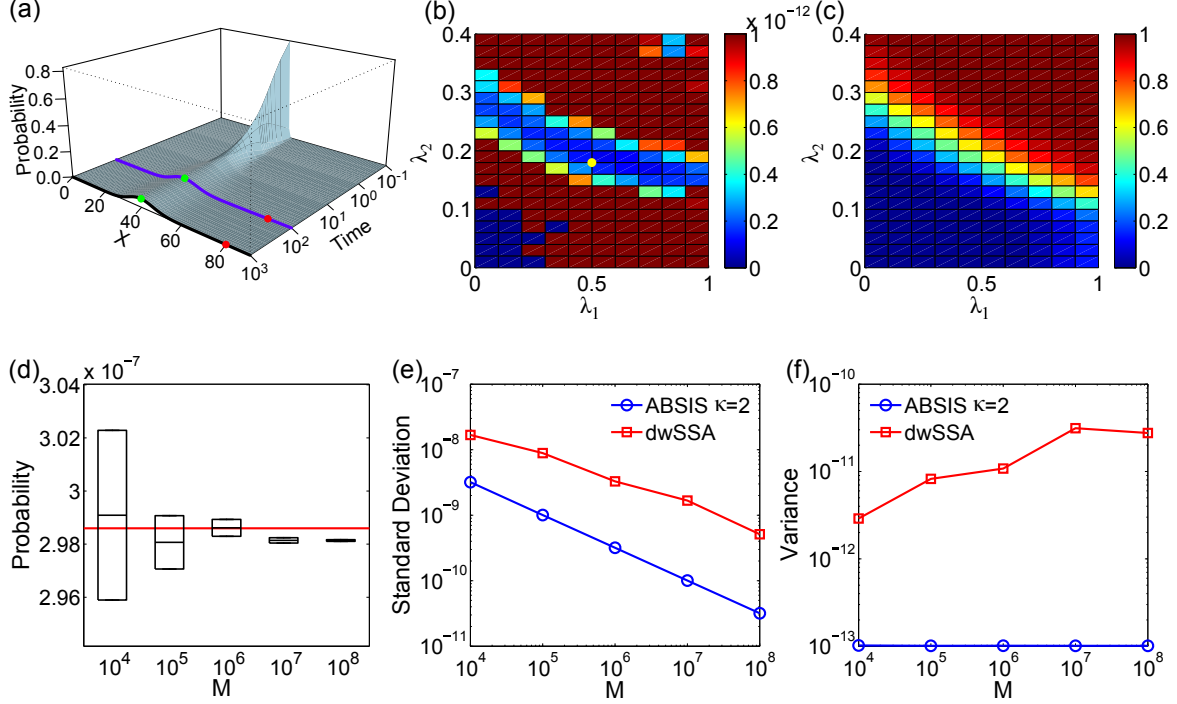 (a)
Probability
0.8
0.6
0.4
0.2
0.0
0
20
40
60
80
X
10^3
10^2
10^1
10^0
10^-1
Time
(b)
x 10^-12
λ_2
0.4
0.3
0.2
0.1
0
0
0.5
1
λ_1
1
0.8
0.6
0.4
0.2
0
(c)
λ_2
0.4
0.3
0.2
0.1
0
0
0.5
1
λ_1
1
0.8
0.6
0.4
0.2
0
(d)
x 10^-7
Probability
3.04
3.02
3
2.98
2.96
10^4
10^5
10^6
10^7
10^8
M
(e)
Standard Deviation
10^-7
10^-8
10^-9
10^-10
10^-11
ABSIS κ=2
dwSSA
10^4
10^5
10^6
10^7
10^8
M
(f)
Variance
10^-10
10^-11
10^-12
10^-13
ABSIS κ=2
dwSSA
10^4
10^5
10^6
10^7
10^8
M